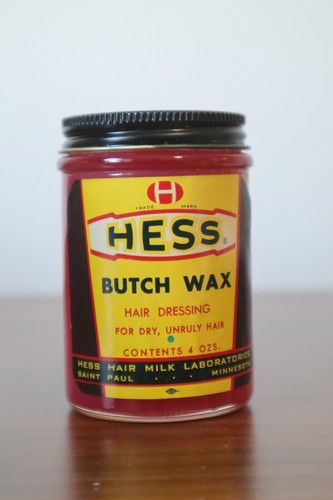 H
TRADE MARK
HESS®
BUTCH WAX
HAIR DRESSING
FOR DRY, UNRULY HAIR
CONTENTS 4 OZS.
HESS HAIR MILK LABORATORIES
SAINT PAUL . . . . MINNESOTA